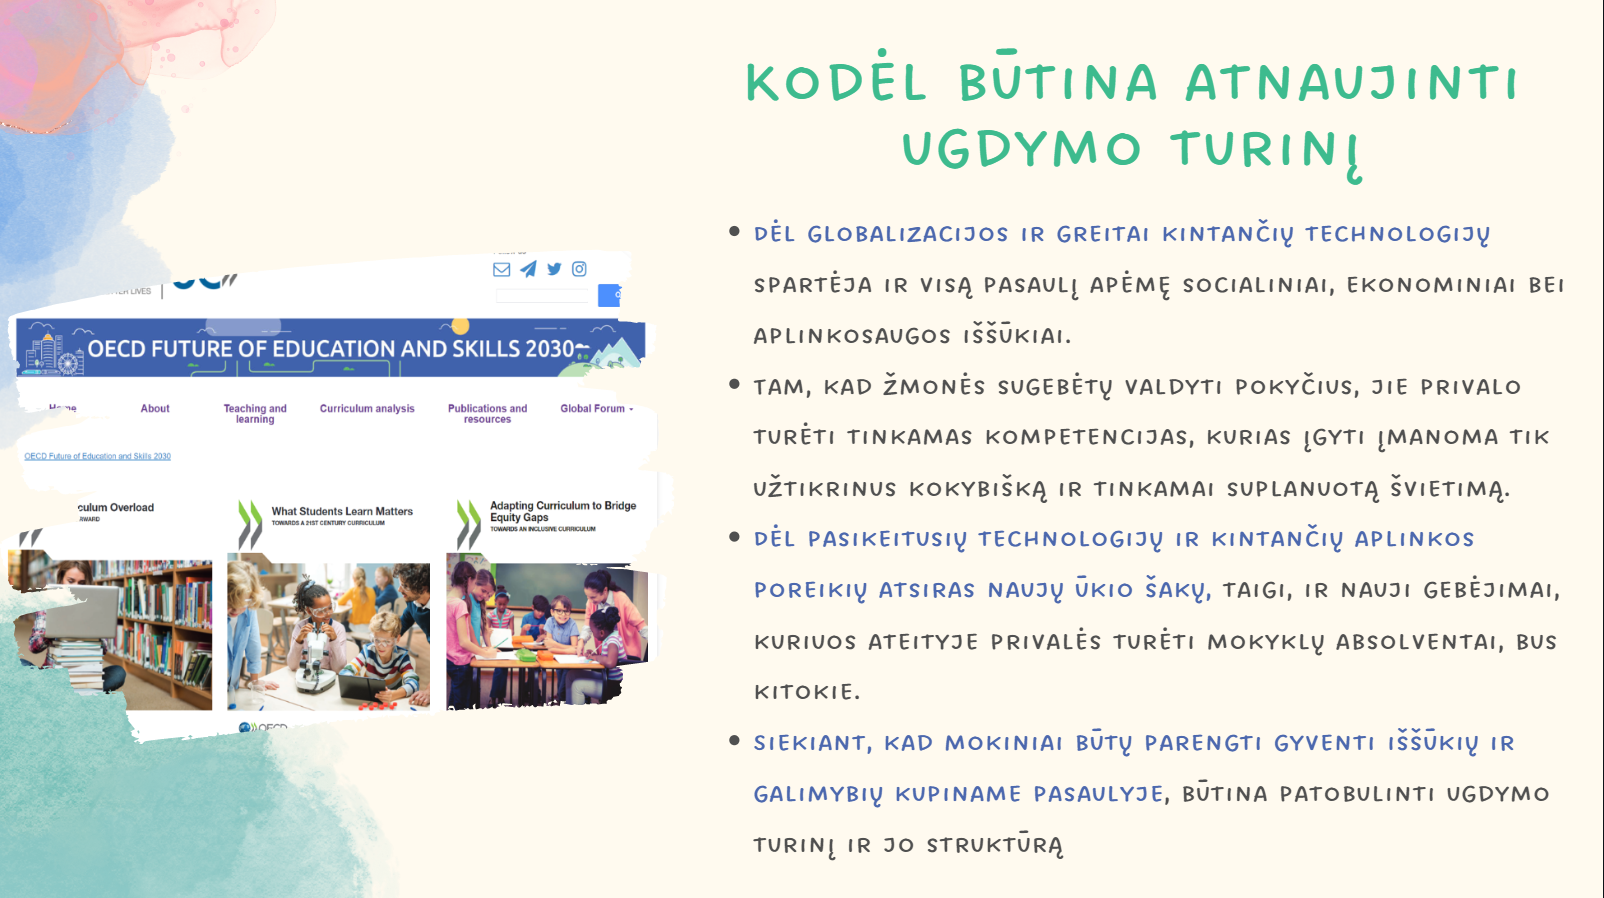 KODĖL BŪTINA ATNAUJINTI
UGDYMO TURINĮ
DĖL GLOBALIZACIJOS IR GREITAI KINTANČIŲ TECHNOLOGIJŲ
SPARTĖJA IR VISĄ PASAULĮ APĖMĘ SOCIALINIAI, EKONOMINIAI BEI
APLINKOSAUGOS IŠŠŪKIAI.
TAM, KAD ŽMONĖS SUGEBĖTŲ VALDYTI POKYČIUS, JIE PRIVALO
TURĖTI TINKAMAS KOMPETENCIJAS, KURIAS ĮGYTI ĮMANOMA TIK
UŽTIKRINUS KOKYBIŠKĄ IR TINKAMAI SUPLANUOTĄ ŠVIETIMĄ.
DĖL PASIKEITUSIŲ TECHNOLOGIJŲ IR KINTANČIŲ APLINKOS
POREIKIŲ ATSIRAS NAUJŲ ŪKIO ŠAKŲ, TAIGI, IR NAUJI GEBĖJIMAI,
KURIUOS ATEITYJE PRIVALĖS TURĖTI MOKYKLŲ ABSOLVENTAI, BUS
KITOKIE.
SIEKIANT, KAD MOKINIAI BŪTŲ PARENGTI GYVENTI IŠŠŪKIŲ IR
GALIMYBIŲ KUPINAME PASAULYJE, BŪTINA PATOBULINTI UGDYMO
TURINĮ IR JO STRUKTŪRĄ
LIVES
OECD FUTURE OF EDUCATION AND SKILLS 2030
Home About Teaching and learning Curriculum analysis Publications and resources Global Forum
OECD Future of Education and Skills 2030
Overload
What Students Learn Matters
TOWARDS A 21ST CENTURY CURRICULUM
Adapting Curriculum to Bridge
Equity Gaps
TOWARDS AN INCLUSIVE CURRICULUM
OECD